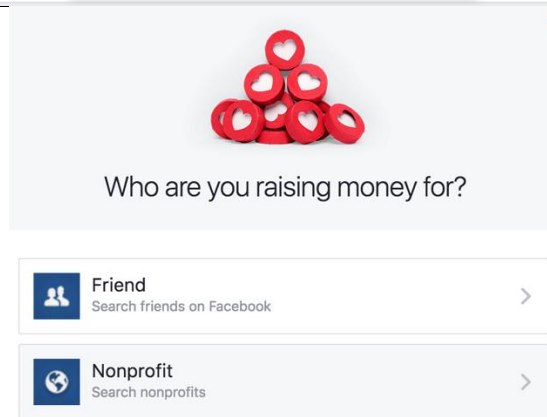 Who are you raising money for?
Friend
Search friends on Facebook
Nonprofit
Search nonprofits